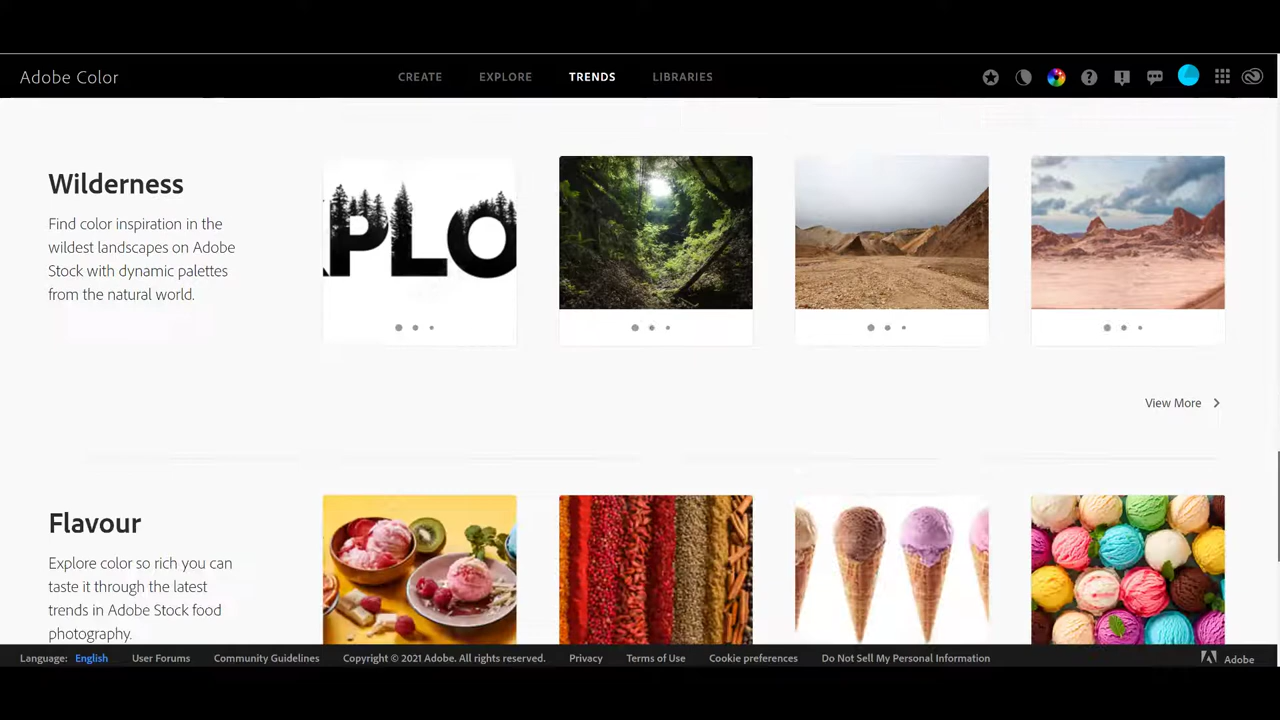 Adobe Color
CREATE EXPLORE TRENDS LIBRARIES
Wilderness
Find color inspiration in the
wildest landscapes on Adobe
Stock with dynamic palettes
from the natural world.
PLO
View More
Flavour
Explore color so rich you can
taste it through the latest
trends in Adobe Stock food
photography.
Language: English User Forums Community Guidelines Copyright © 2021 Adobe. All rights reserved. Privacy Terms of Use Cookie preferences Do Not Sell My Personal Information Adobe